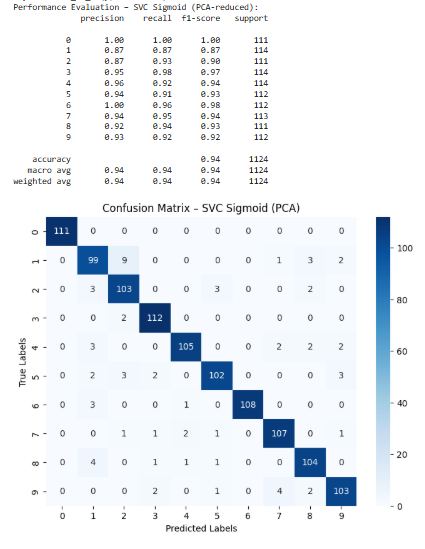 Performance Evaluation – SVC Sigmoid (PCA-reduced):
precision recall f1-score support
0 1.00 1.00 1.00 111
1 0.87 0.87 0.87 114
2 0.87 0.93 0.90 111
3 0.95 0.98 0.97 114
4 0.96 0.92 0.94 114
5 0.94 0.91 0.93 112
6 1.00 0.96 0.98 112
7 0.94 0.95 0.94 113
8 0.92 0.94 0.93 111
9 0.93 0.92 0.92 112
accuracy 0.94 1124
macro avg 0.94 0.94 0.94 1124
weighted avg 0.94 0.94 0.94 1124
Confusion Matrix – SVC Sigmoid (PCA)
0 111 0 0 0 0 0 0 0 0 0
1 0 99 9 0 0 0 0 1 3 2
2 0 3 103 0 0 3 0 0 2 0
3 0 0 2 112 0 0 0 0 0 0
4 0 3 0 0 105 0 0 2 2 2
5 0 2 3 2 0 102 0 0 0 3
6 0 3 0 0 1 0 108 0 0 0
7 0 0 1 1 2 1 0 107 0 1
8 0 4 0 1 1 1 0 0 104 0
9 0 0 0 2 0 1 0 4 2 103
0 1 2 3 4 5 6 7 8 9
True Labels
Predicted Labels
100
80
60
40
20
0